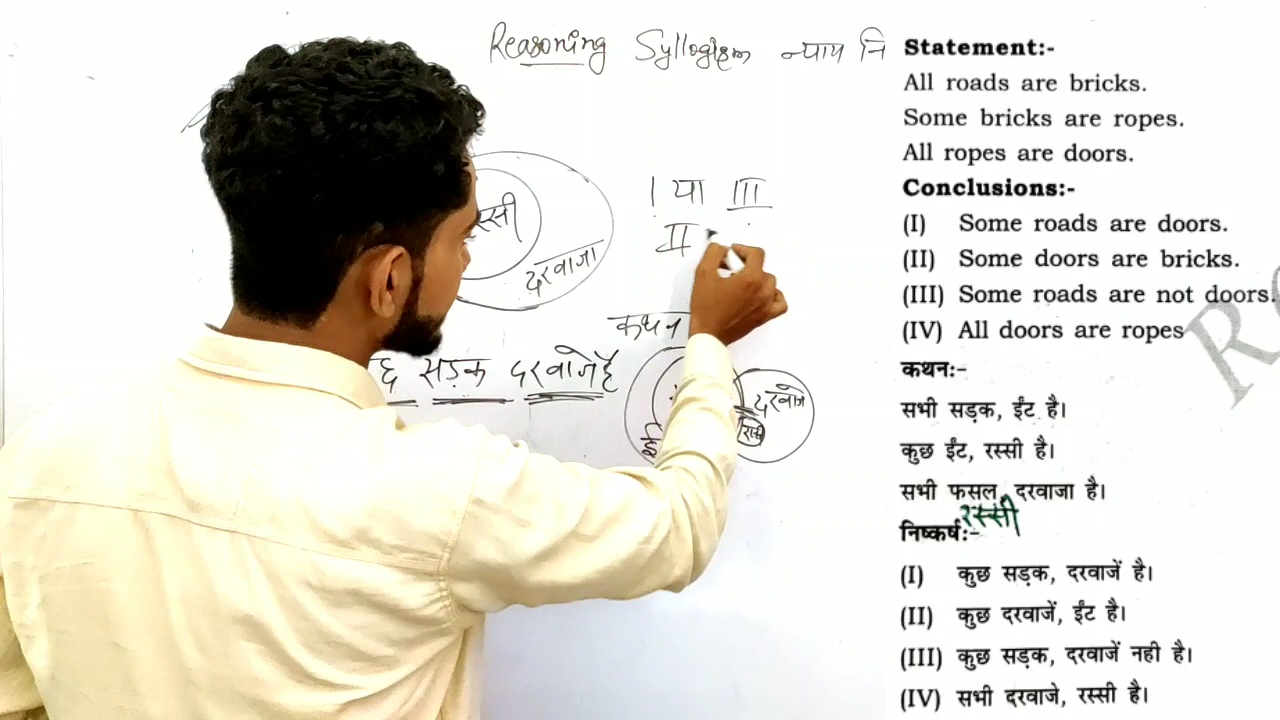 Reasoning Syllogism न्याय नि
रस्सी
दरवाजा
I या III
II
कथन
सड़क दरवाजे है
दरवाजे
ई
Statement:-
All roads are bricks.
Some bricks are ropes.
All ropes are doors.
Conclusions:-
(I) Some roads are doors.
(II) Some doors are bricks.
(III) Some roads are not doors.
(IV) All doors are ropes
कथन:-
सभी सड़क, ईंट है।
कुछ ईंट, रस्सी है।
सभी फसल, दरवाजा है।
रस्सी
निष्कर्ष:-
(I) कुछ सड़क, दरवाजें है।
(II) कुछ दरवाजें, ईंट है।
(III) कुछ सड़क, दरवाजें नही है।
(IV) सभी दरवाजे, रस्सी है।